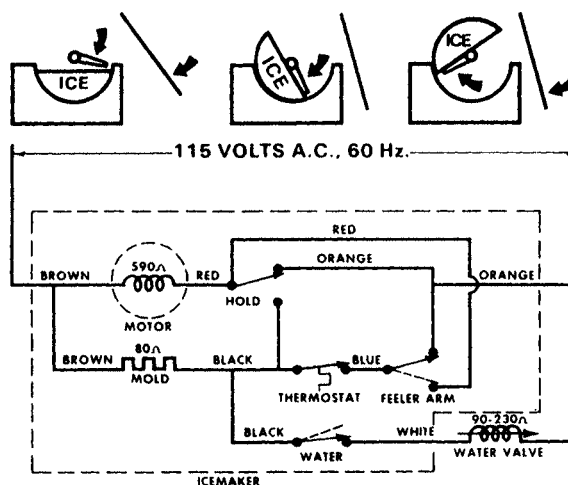 ICE
ICE
ICE
115 VOLTS A.C., 60 Hz.
RED
590Ω
ORANGE
BROWN
RED
ORANGE
HOLD
MOTOR
80Ω
BROWN
BLACK
BLUE
MOLD
THERMOSTAT
FEELER ARM
90-230Ω
BLACK
WHITE
WATER
WATER VALVE
ICEMAKER